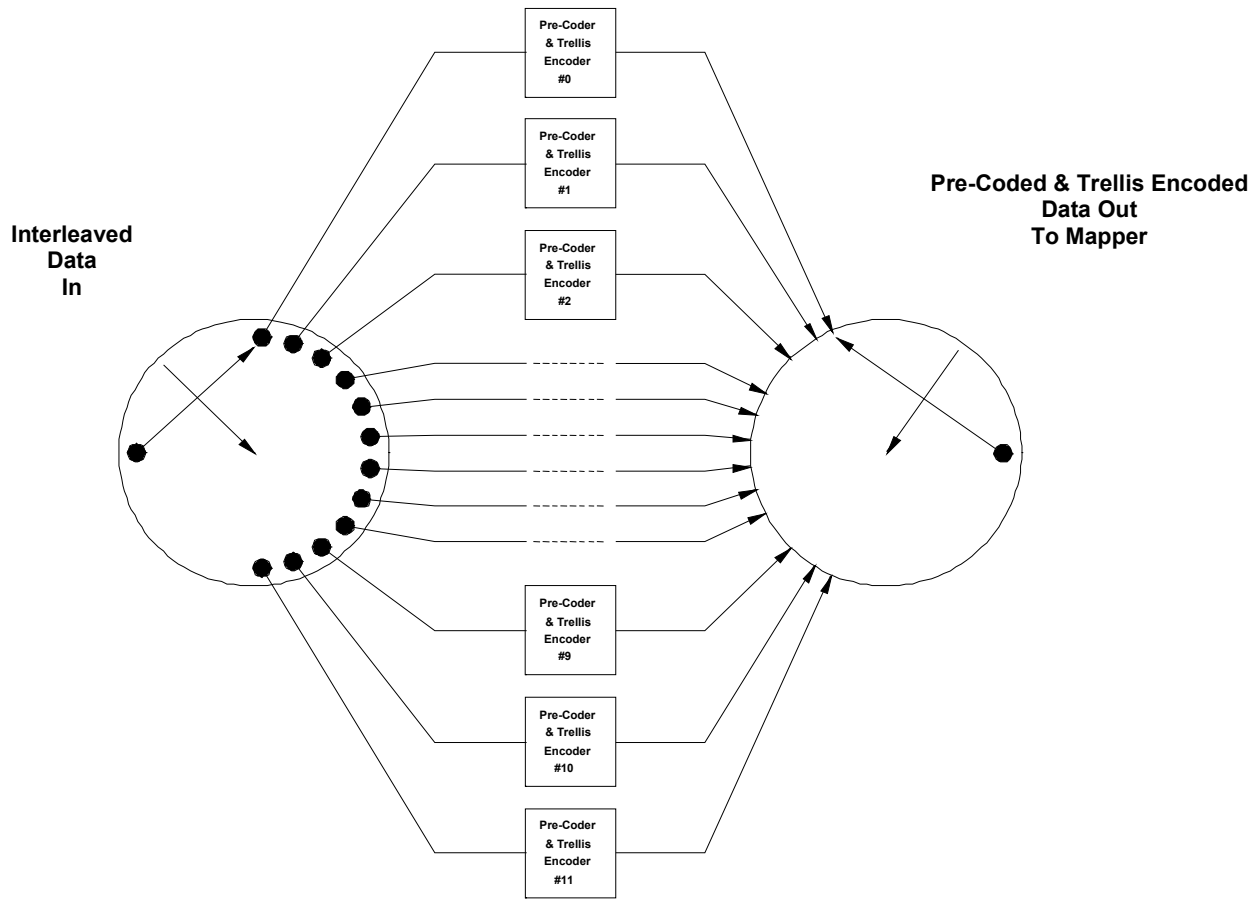 Pre-Coder
& Trellis
Encoder
#0
Pre-Coder
& Trellis
Encoder
#1
Pre-Coded & Trellis Encoded
Data Out
To Mapper
Interleaved
Data
In
Pre-Coder
& Trellis
Encoder
#2
Pre-Coder
& Trellis
Encoder
#9
Pre-Coder
& Trellis
Encoder
#10
Pre-Coder
& Trellis
Encoder
#11